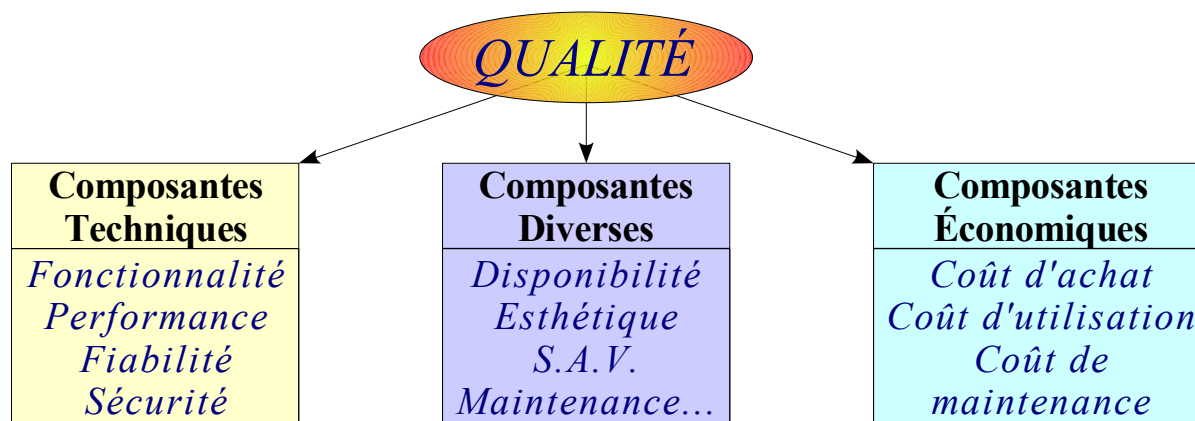 QUALITÉ
Composantes
Techniques
Fonctionnalité
Performance
Fiabilité
Sécurité
Composantes
Diverses
Disponibilité
Esthétique
S.A.V.
Maintenance...
Composantes
Économiques
Coût d'achat
Coût d'utilisation
Coût de
maintenance